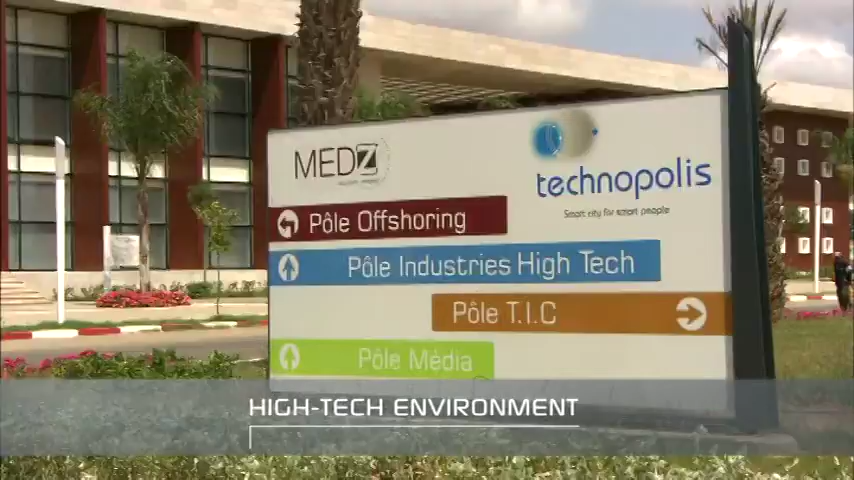 MEDZ
technopolis
Smart city for smart people
Pôle Offshoring
Pôle Industries High Tech
Pôle T.I.C
Pôle Média
HIGH-TECH ENVIRONMENT